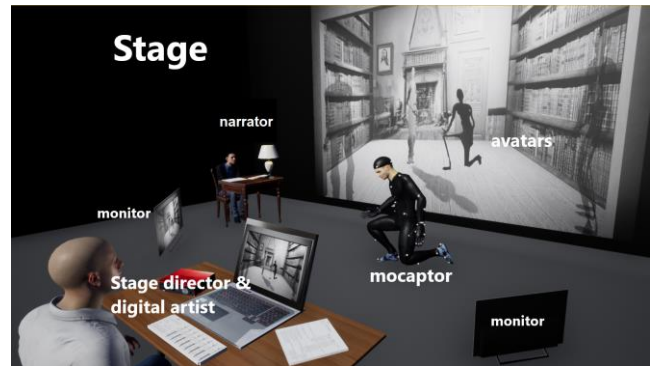 Stage
narrator
avatars
monitor
mocaptor
Stage director &
digital artist
monitor